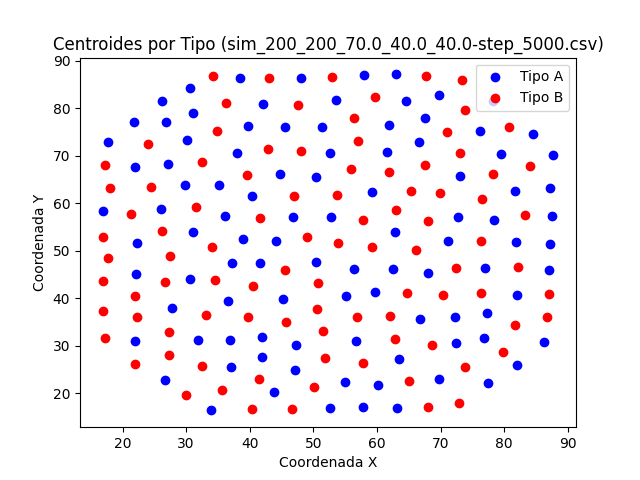 Centroides por Tipo (sim_200_200_70.0_40.0_40.0-step_5000.csv)
Tipo A
Tipo B
Coordenada Y
90
80
70
60
50
40
30
20
20 30 40 50 60 70 80 90
Coordenada X